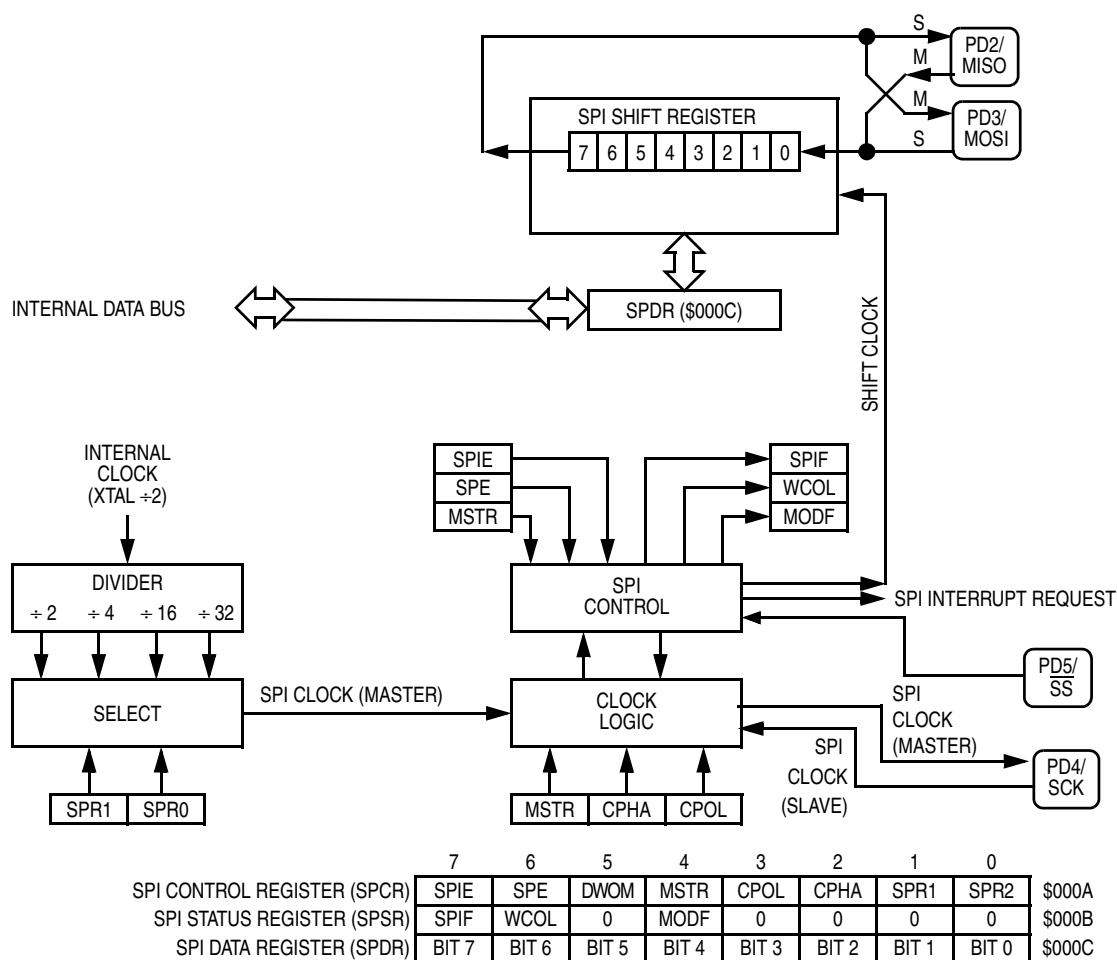 S
PD2/
MISO
M
M
PD3/
MOSI
S
SPI SHIFT REGISTER
7 6 5 4 3 2 1 0
INTERNAL DATA BUS
SPDR ($000C)
SHIFT CLOCK
INTERNAL
CLOCK
(XTAL ÷2)
SPIE
SPE
MSTR
SPIF
WCOL
MODF
DIVIDER
÷ 2 ÷ 4 ÷ 16 ÷ 32
SPI
CONTROL
SPI INTERRUPT REQUEST
PD5/
SS
SELECT
SPI CLOCK (MASTER)
CLOCK
LOGIC
SPI
CLOCK
(MASTER)
SPI
CLOCK
(SLAVE)
PD4/
SCK
SPR1 SPR0
MSTR CPHA CPOL
7 6 5 4 3 2 1 0
SPI CONTROL REGISTER (SPCR) SPIE SPE DWOM MSTR CPOL CPHA SPR1 SPR2 $000A
SPI STATUS REGISTER (SPSR) SPIF WCOL 0 MODF 0 0 0 0 $000B
SPI DATA REGISTER (SPDR) BIT 7 BIT 6 BIT 5 BIT 4 BIT 3 BIT 2 BIT 1 BIT 0 $000C